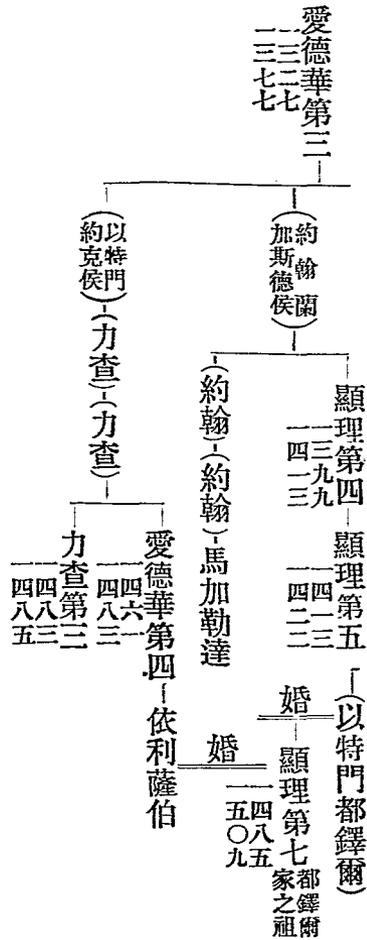 愛德華第三
一三二七
一三七七
(約翰蘭
加斯德侯)
顯理第四
一三九九
一四一三
顯理第五
一四一三
一四二二
(以特門都鐸爾)
婚
(約翰)
(約翰)
馬加勒達
顯理第七
一四八五
一五〇九
都鐸爾
家之祖
婚
(以特門
約克侯)
(力查)
(力查)
愛德華第四
一四六一
一四八三
依利薩伯
力查第三
一四八三
一四八五